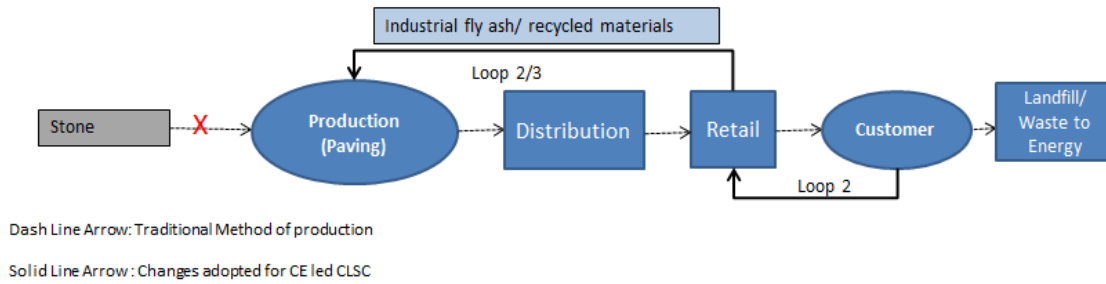 Industrial fly ash/ recycled materials
Loop 2/3
Stone
X
Production
(Paving)
Distribution
Retail
Customer
Landfill/
Waste to
Energy
Loop 2
Dash Line Arrow: Traditional Method of production
Solid Line Arrow : Changes adopted for CE led CLSC